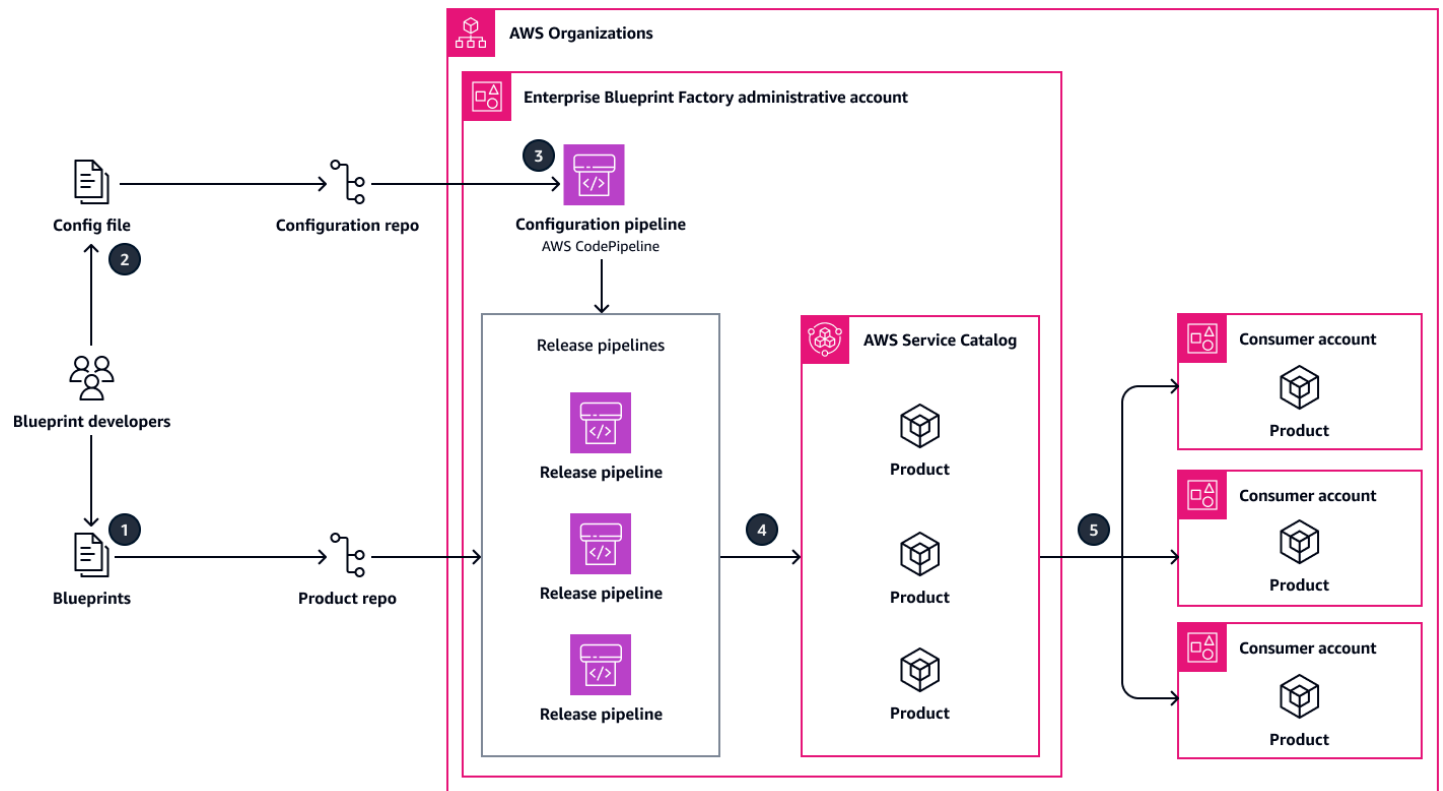 AWS Organizations
Enterprise Blueprint Factory administrative account
3
Config file
Configuration repo
Configuration pipeline
AWS CodePipeline
2
Release pipelines
AWS Service Catalog
Consumer account
Blueprint developers
Product
Release pipeline
Product
Consumer account
1
4
5
Blueprints
Product repo
Release pipeline
Product
Product
Consumer account
Release pipeline
Product
Product